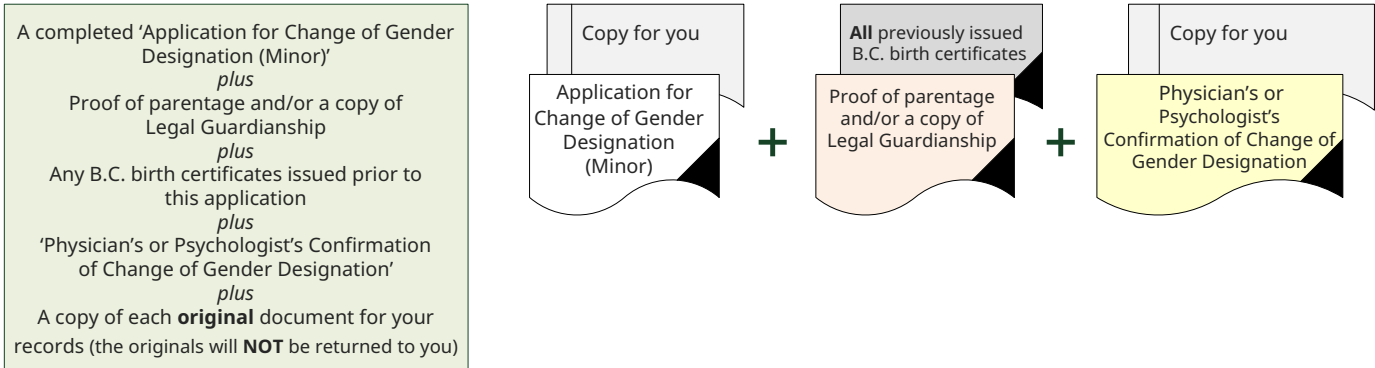 A completed ‘Application for Change of Gender
Designation (Minor)’
plus
Proof of parentage and/or a copy of
Legal Guardianship
plus
Any B.C. birth certificates issued prior to
this application
plus
‘Physician’s or Psychologist’s Confirmation
of Change of Gender Designation’
plus
A copy of each original document for your
records (the originals will NOT be returned to you)
Copy for you
Application for
Change of Gender
Designation
(Minor)
+
All previously issued
B.C. birth certificates
Proof of parentage
and/or a copy of
Legal Guardianship
+
Copy for you
Physician’s or
Psychologist’s
Confirmation of Change of
Gender Designation